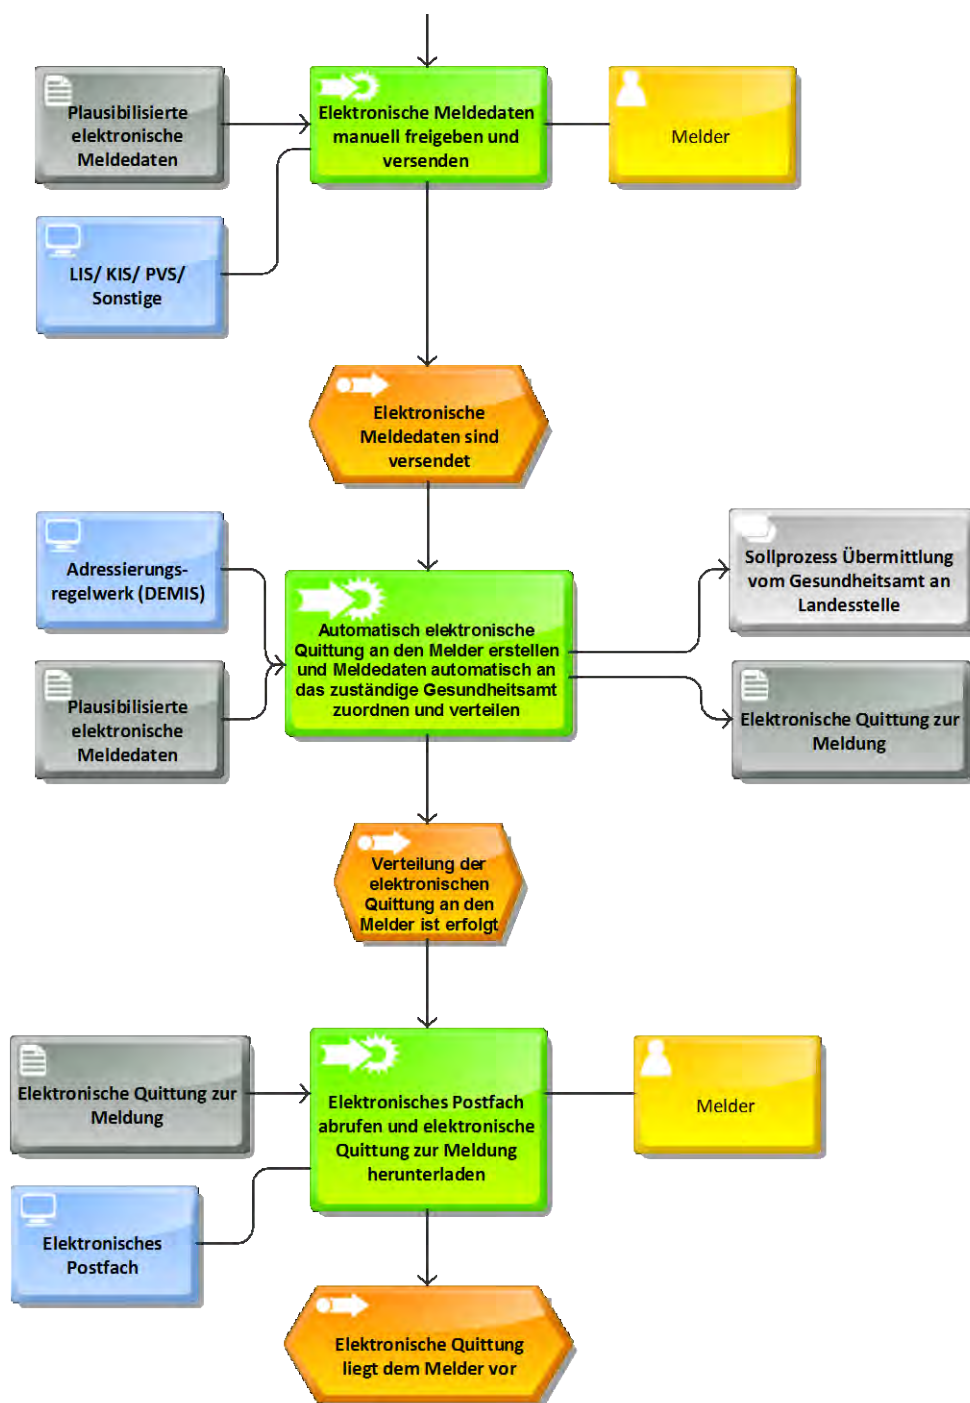 Plausibilisierte
elektronische
Meldedaten
Elektronische Meldedaten
manuell freigeben und
versenden
Melder
LIS/ KIS/ PVS/
Sonstige
Elektronische
Meldedaten sind
versendet
Adressierungs-
regelwerk (DEMIS)
Sollprozess Übermittlung
vom Gesundheitsamt an
Landesstelle
Automatisch elektronische
Quittung an den Melder erstellen
und Meldedaten automatisch an
das zuständige Gesundheitsamt
zuordnen und verteilen
Plausibilisierte
elektronische
Meldedaten
Elektronische Quittung zur
Meldung
Verteilung der
elektronischen
Quittung an den
Melder ist erfolgt
Elektronische Quittung zur
Meldung
Elektronisches Postfach
abrufen und elektronische
Quittung zur Meldung
herunterladen
Melder
Elektronisches
Postfach
Elektronische Quittung
liegt dem Melder vor